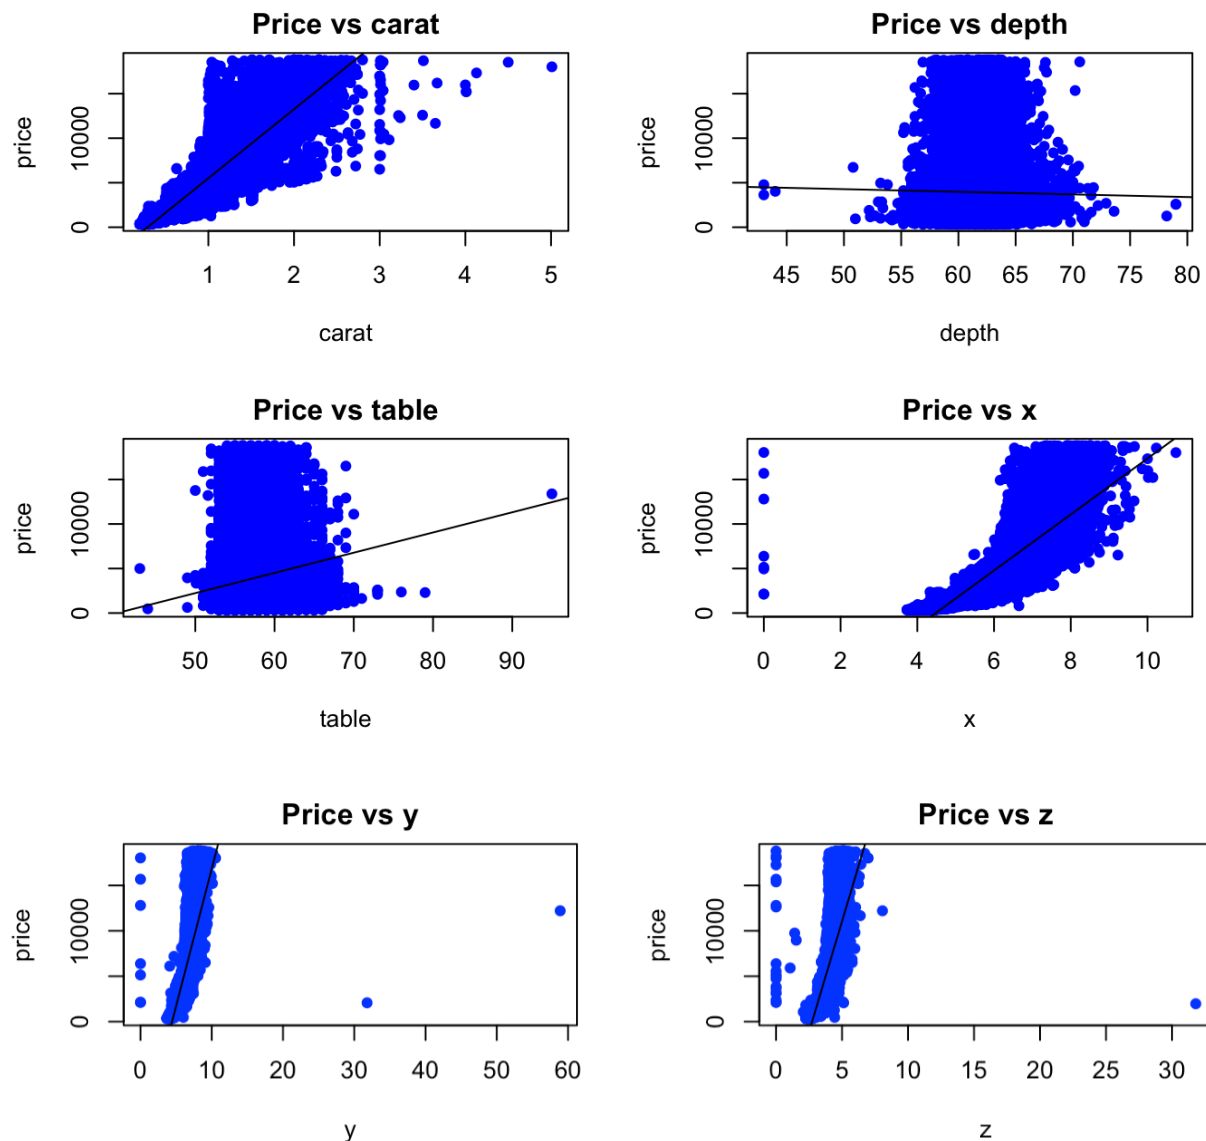 Price vs carat
price
0 10000
1 2 3 4 5
carat
Price vs depth
price
0 10000
45 50 55 60 65 70 75 80
depth
Price vs table
price
0 10000
50 60 70 80 90
table
Price vs x
price
0 10000
0 2 4 6 8 10
x
Price vs y
price
0 10000
0 10 20 30 40 50 60
y
Price vs z
price
0 10000
0 5 10 15 20 25 30
z